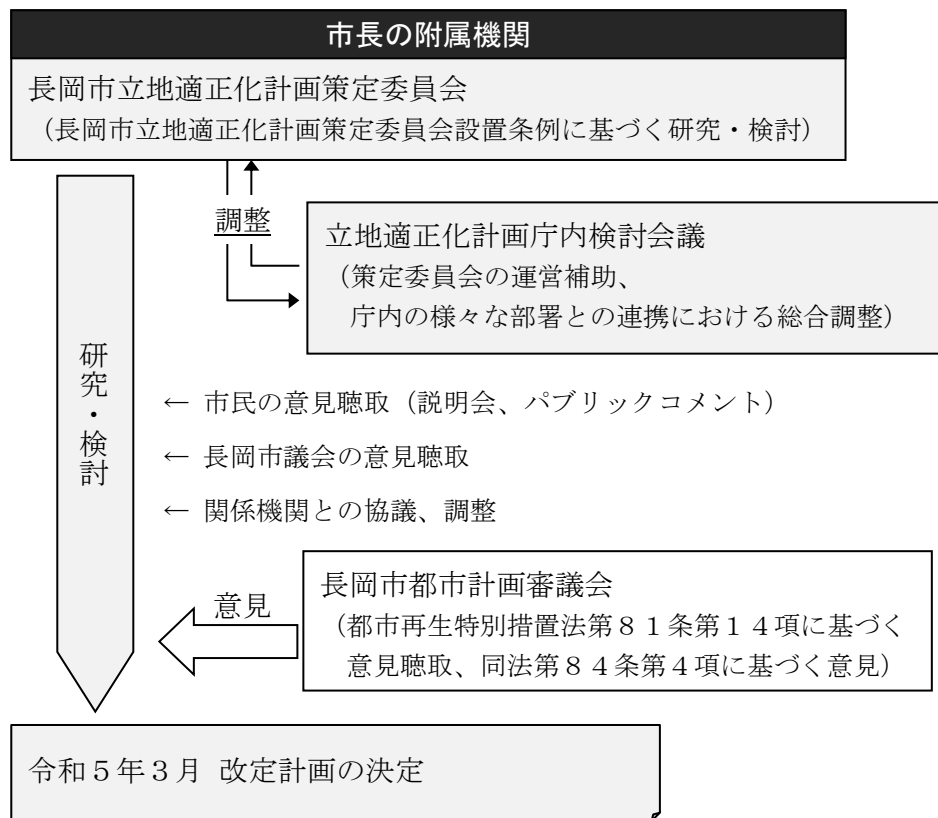 市長の附属機関
長岡市立地適正化計画策定委員会
（長岡市立地適正化計画策定委員会設置条例に基づく研究・検討）
調整
立地適正化計画庁内検討会議
（策定委員会の運営補助、
庁内の様々な部署との連携における総合調整）
研究・検討
← 市民の意見聴取（説明会、パブリックコメント）
← 長岡市議会の意見聴取
← 関係機関との協議、調整
意見
長岡市都市計画審議会
（都市再生特別措置法第８１条第１４項に基づく
意見聴取、同法第８４条第４項に基づく意見）
令和５年３月 改定計画の決定